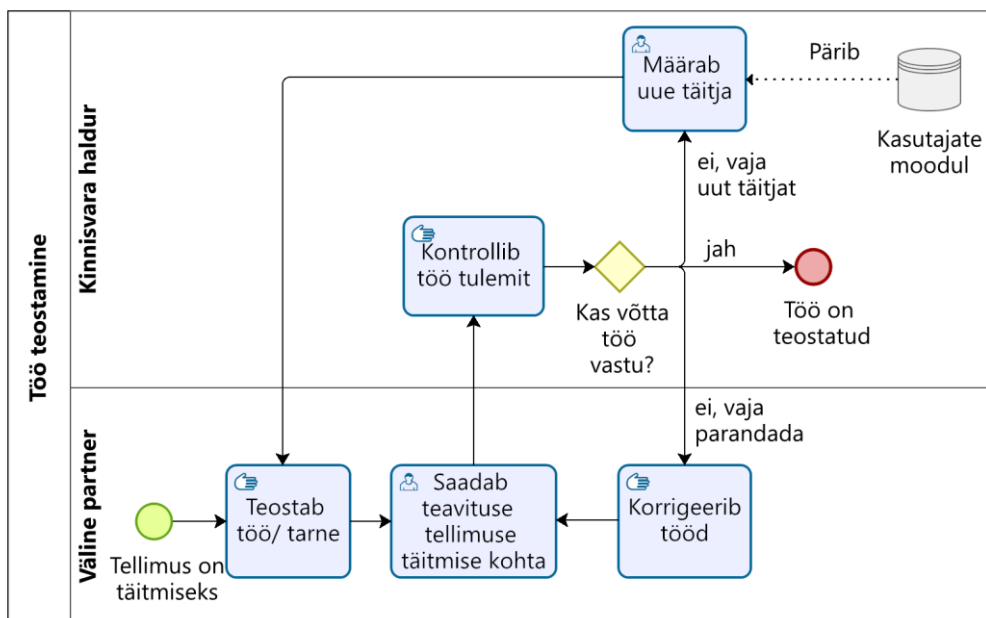 Töö teostamine
Kinnisvara haldur
Määrab
uue täitja
Pärib
Kasutajate
moodul
ei, vaja
uut täitjat
Kontrollib
töö tulemit
Kas võtta
töö
vastu?
jah
Töö on
teostatud
Väline partner
ei, vaja
parandada
Tellimus on
täitmiseks
Teostab
töö/ tarne
Saadab
teavituse
tellimuse
täitmise kohta
Korrigeerib
tööd